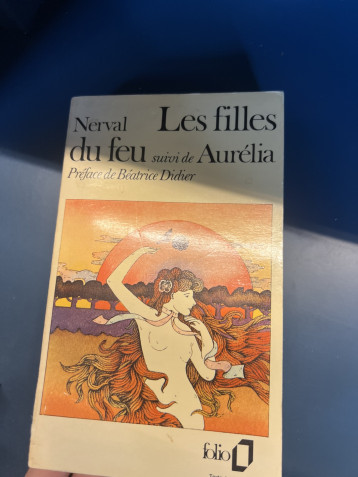 Nerval Les filles
du feu suivi de Aurélia
Préface de Béatrice Didier
folio